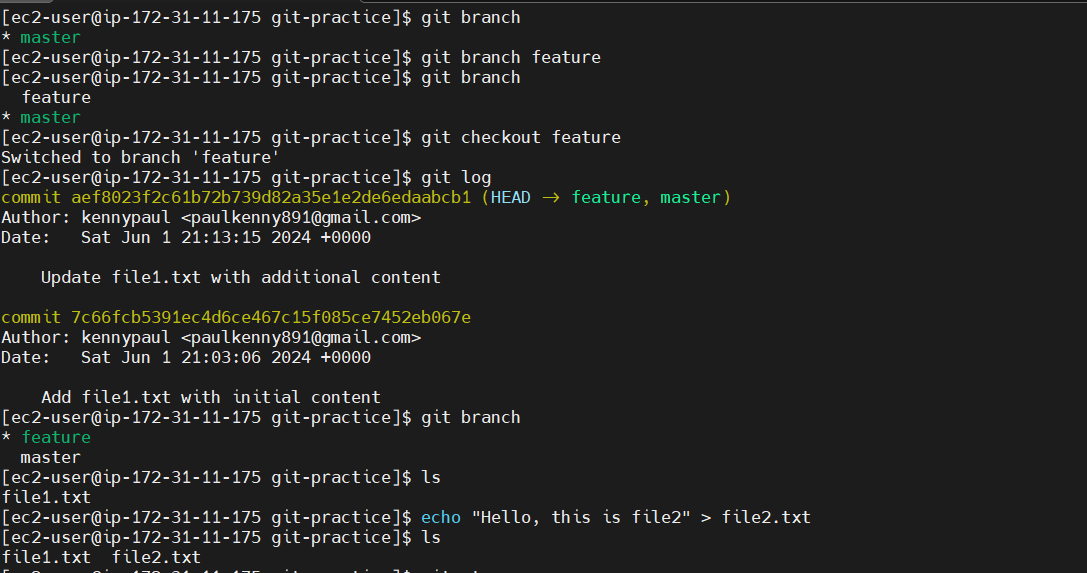 [ec2-user@ip-172-31-11-175 git-practice]$ git branch
* master
[ec2-user@ip-172-31-11-175 git-practice]$ git branch feature
[ec2-user@ip-172-31-11-175 git-practice]$ git branch
  feature
* master
[ec2-user@ip-172-31-11-175 git-practice]$ git checkout feature
Switched to branch 'feature'
[ec2-user@ip-172-31-11-175 git-practice]$ git log
commit aef8023f2c61b72b739d82a35e1e2de6edaabcb1 (HEAD → feature, master)
Author: kennypaul <paulkenny891@gmail.com>
Date:   Sat Jun 1 21:13:15 2024 +0000
    Update file1.txt with additional content
commit 7c66fcb5391ec4d6ce467c15f085ce7452eb067e
Author: kennypaul <paulkenny891@gmail.com>
Date:   Sat Jun 1 21:03:06 2024 +0000
    Add file1.txt with initial content
[ec2-user@ip-172-31-11-175 git-practice]$ git branch
* feature
  master
[ec2-user@ip-172-31-11-175 git-practice]$ ls
file1.txt
[ec2-user@ip-172-31-11-175 git-practice]$ echo "Hello, this is file2" > file2.txt
[ec2-user@ip-172-31-11-175 git-practice]$ ls
file1.txt  file2.txt